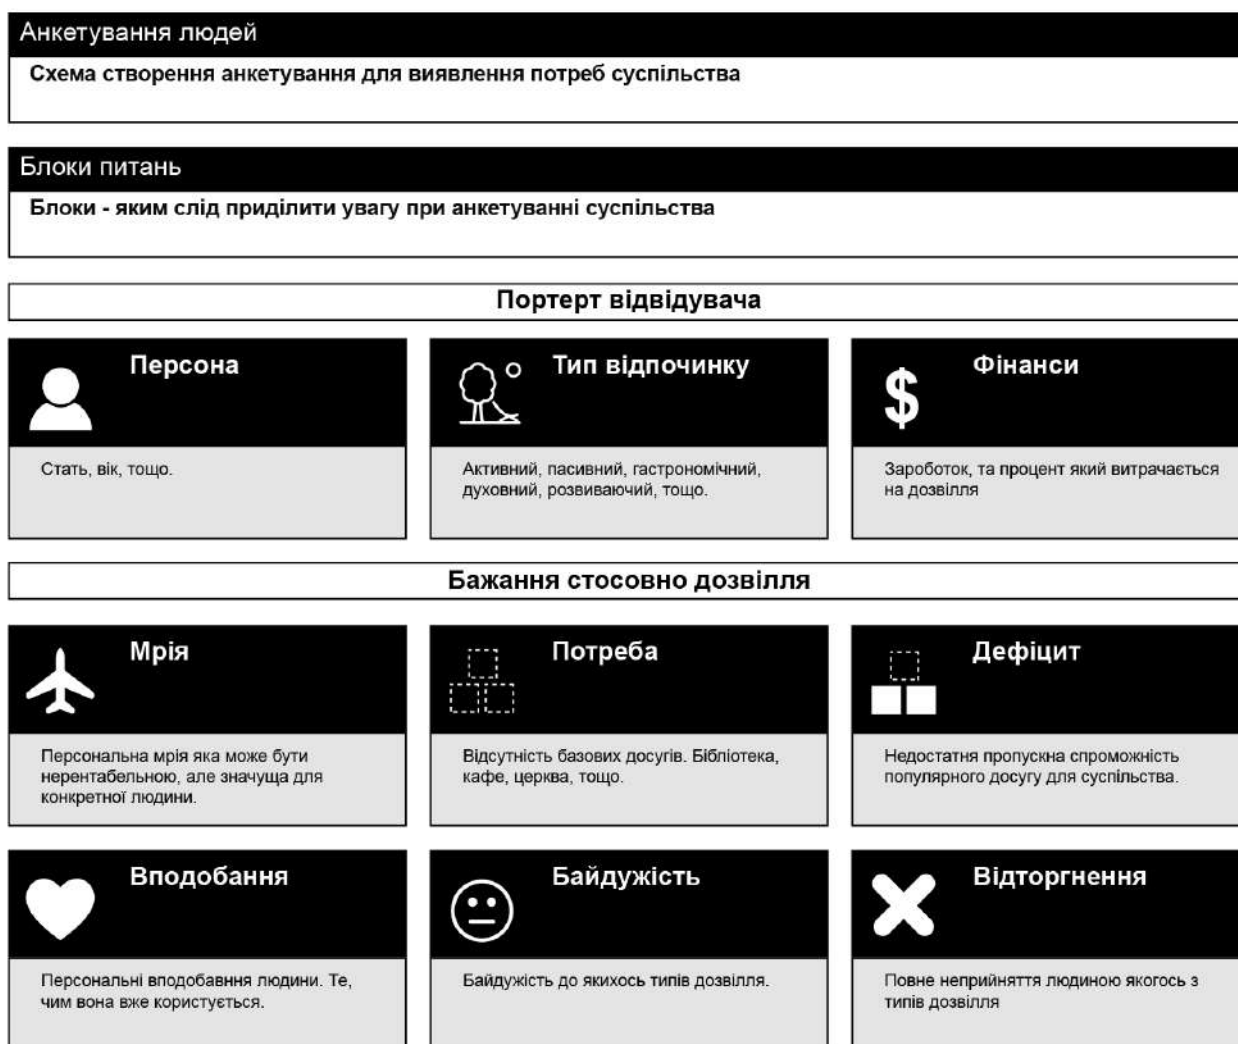 Анкетування людей
Схема створення анкетування для виявлення потреб суспільства
Блоки питань
Блоки - яким слід приділити увагу при анкетуванні суспільства
Портерт відвідувача
Персона
Стать, вік, тощо.
Тип відпочинку
Активний, пасивний, гастрономічний,
духовний, розвиваючий, тощо.
$
Фінанси
Зароботок, та процент який витрачається
на дозвілля
Бажання стосовно дозвілля
Мрія
Персональна мрія яка може бути
нерентабельною, але значуща для
конкретної людини.
Потреба
Відсутність базових досугів. Бібліотека,
кафе, церква, тощо.
Дефіцит
Недостатня пропускна спроможність
популярного досугу для суспільства.
Вподобання
Персональні вподобавння людини. Те,
чим вона вже користується.
Байдужість
Байдужість до якихось типів дозвілля.
Відторгнення
Повне неприйняття людиною якогось з
типів дозвілля